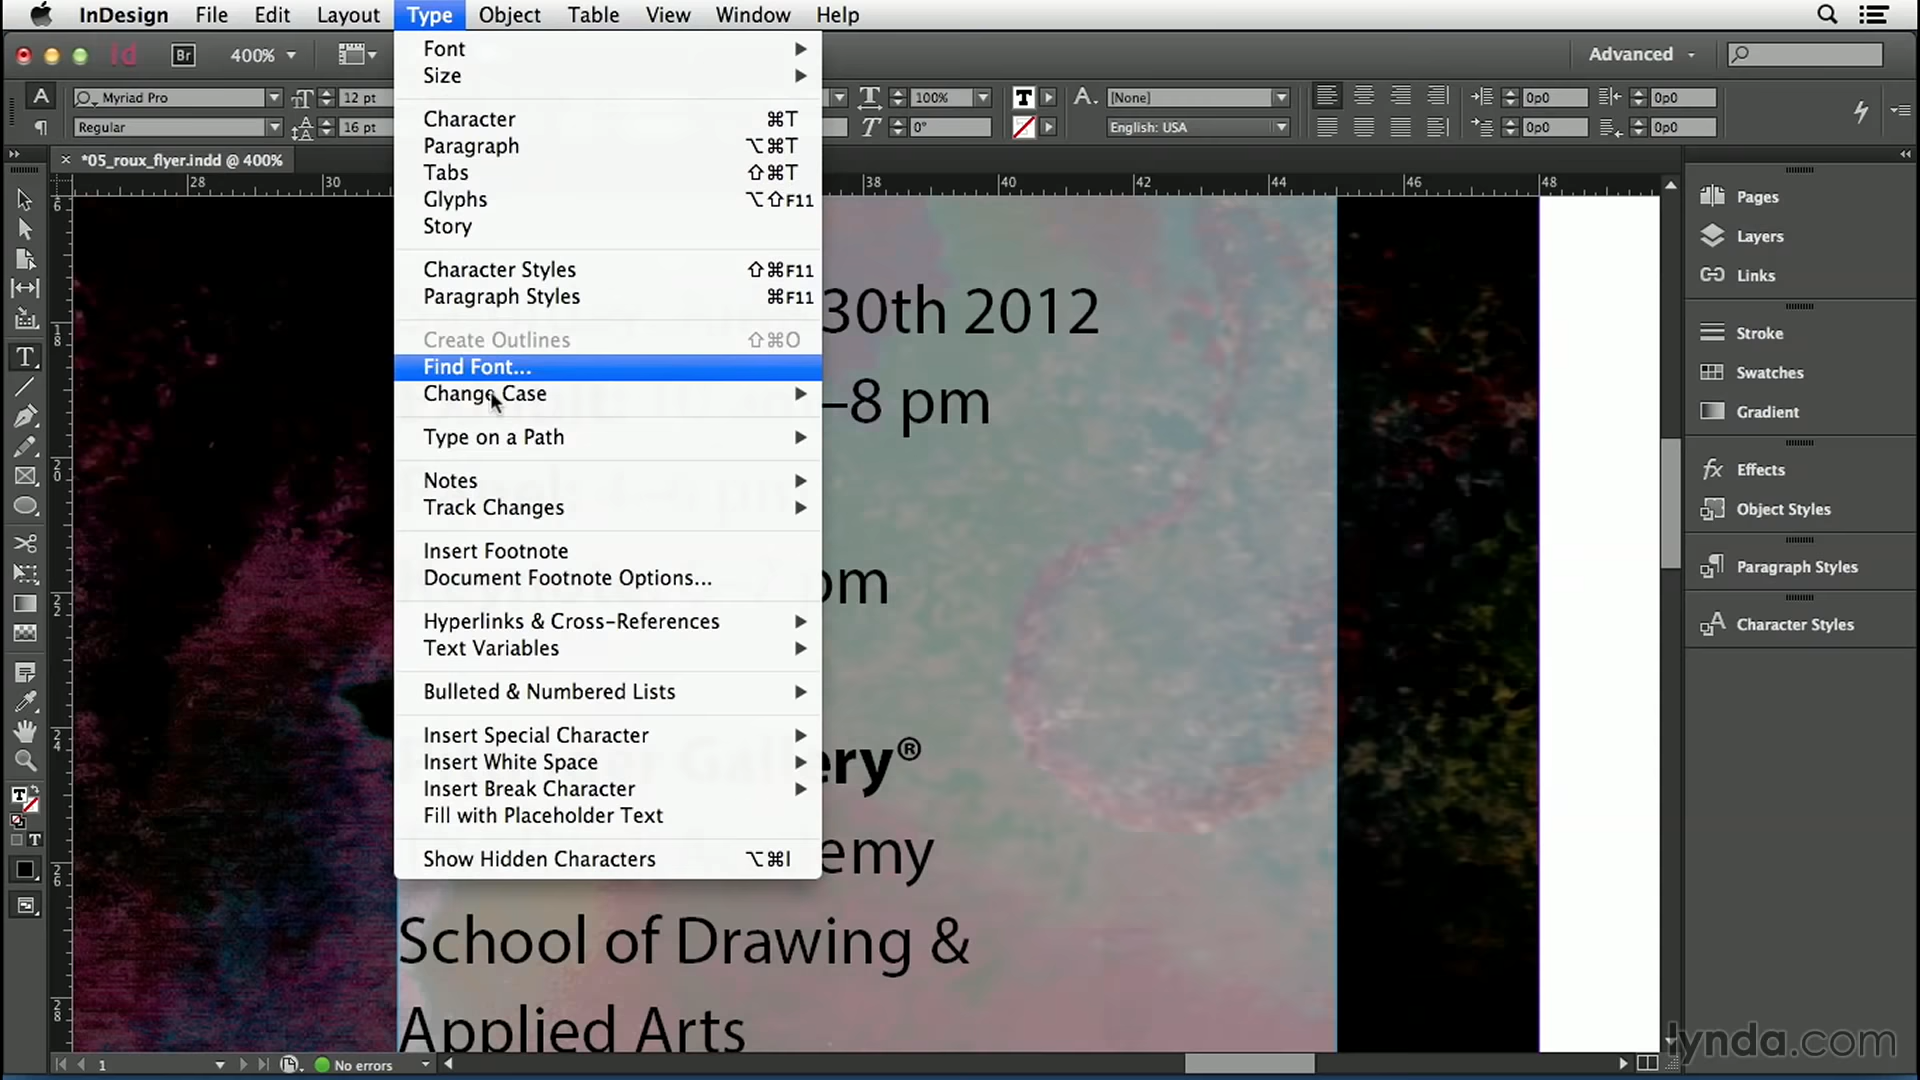 InDesign File Edit Layout Type Object Table View Window Help
Id Br 400% Advanced
A Myriad Pro 12 pt 100% T A. [None] 0p0 0p0
Regular 16 pt 0° English: USA 0p0 0p0
*05_roux_flyer.indd @ 400%
28 30 38 40 42 44 46 48
Font
Size
Character ⌘T
Paragraph ⌥⌘T
Tabs ⇧⌘T
Glyphs ⌥⇧F11
Story
Character Styles ⇧⌘F11
Paragraph Styles ⌘F11
Create Outlines ⇧⌘O
Find Font...
Change Case
Type on a Path
Notes
Track Changes
Insert Footnote
Document Footnote Options...
Hyperlinks & Cross-References
Text Variables
Bulleted & Numbered Lists
Insert Special Character
Insert White Space
Insert Break Character
Fill with Placeholder Text
Show Hidden Characters ⌥⌘I
30th 2012
–8 pm
pm
ery®
emy
School of Drawing &
Applied Arts
Pages
Layers
Links
Stroke
Swatches
Gradient
fx Effects
Object Styles
Paragraph Styles
Character Styles
1 No errors
lynda.com